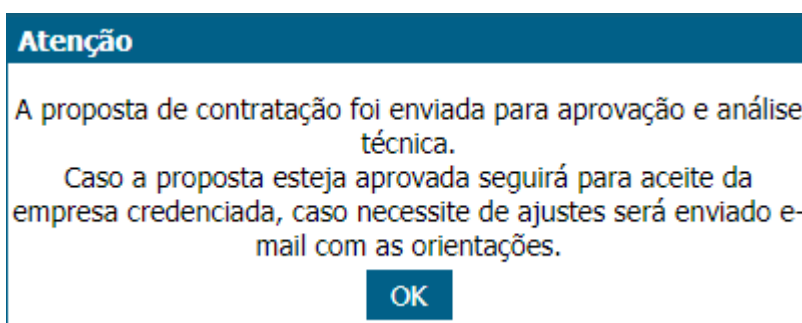 Atenção
A proposta de contratação foi enviada para aprovação e análise
técnica.
Caso a proposta esteja aprovada seguirá para aceite da
empresa credenciada, caso necessite de ajustes será enviado e-
mail com as orientações.
OK